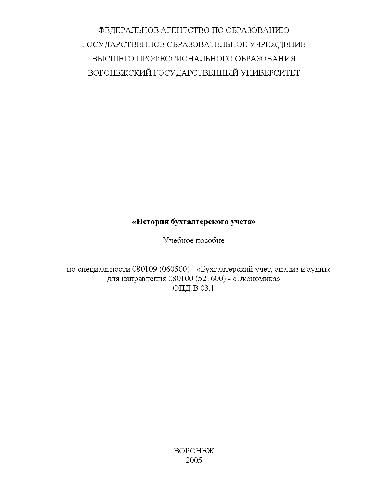 ФЕДЕРАЛЬНОЕ АГЕНТСТВО ПО ОБРАЗОВАНИЮ
ГОСУДАРСТВЕННОЕ ОБРАЗОВАТЕЛЬНОЕ УЧРЕЖДЕНИЕ
ВЫСШЕГО ПРОФЕССИОНАЛЬНОГО ОБРАЗОВАНИЯ
ВОРОНЕЖСКИЙ ГОСУДАРСТВЕННЫЙ УНИВЕРСИТЕТ
«История бухгалтерского учета»
Учебное пособие
по специальности 080109 (060500) - «Бухгалтерский учет, анализ и аудит»
для направления 080100 (521600) - «Экономика»
ОПД.В.03.1
ВОРОНЕЖ
2005